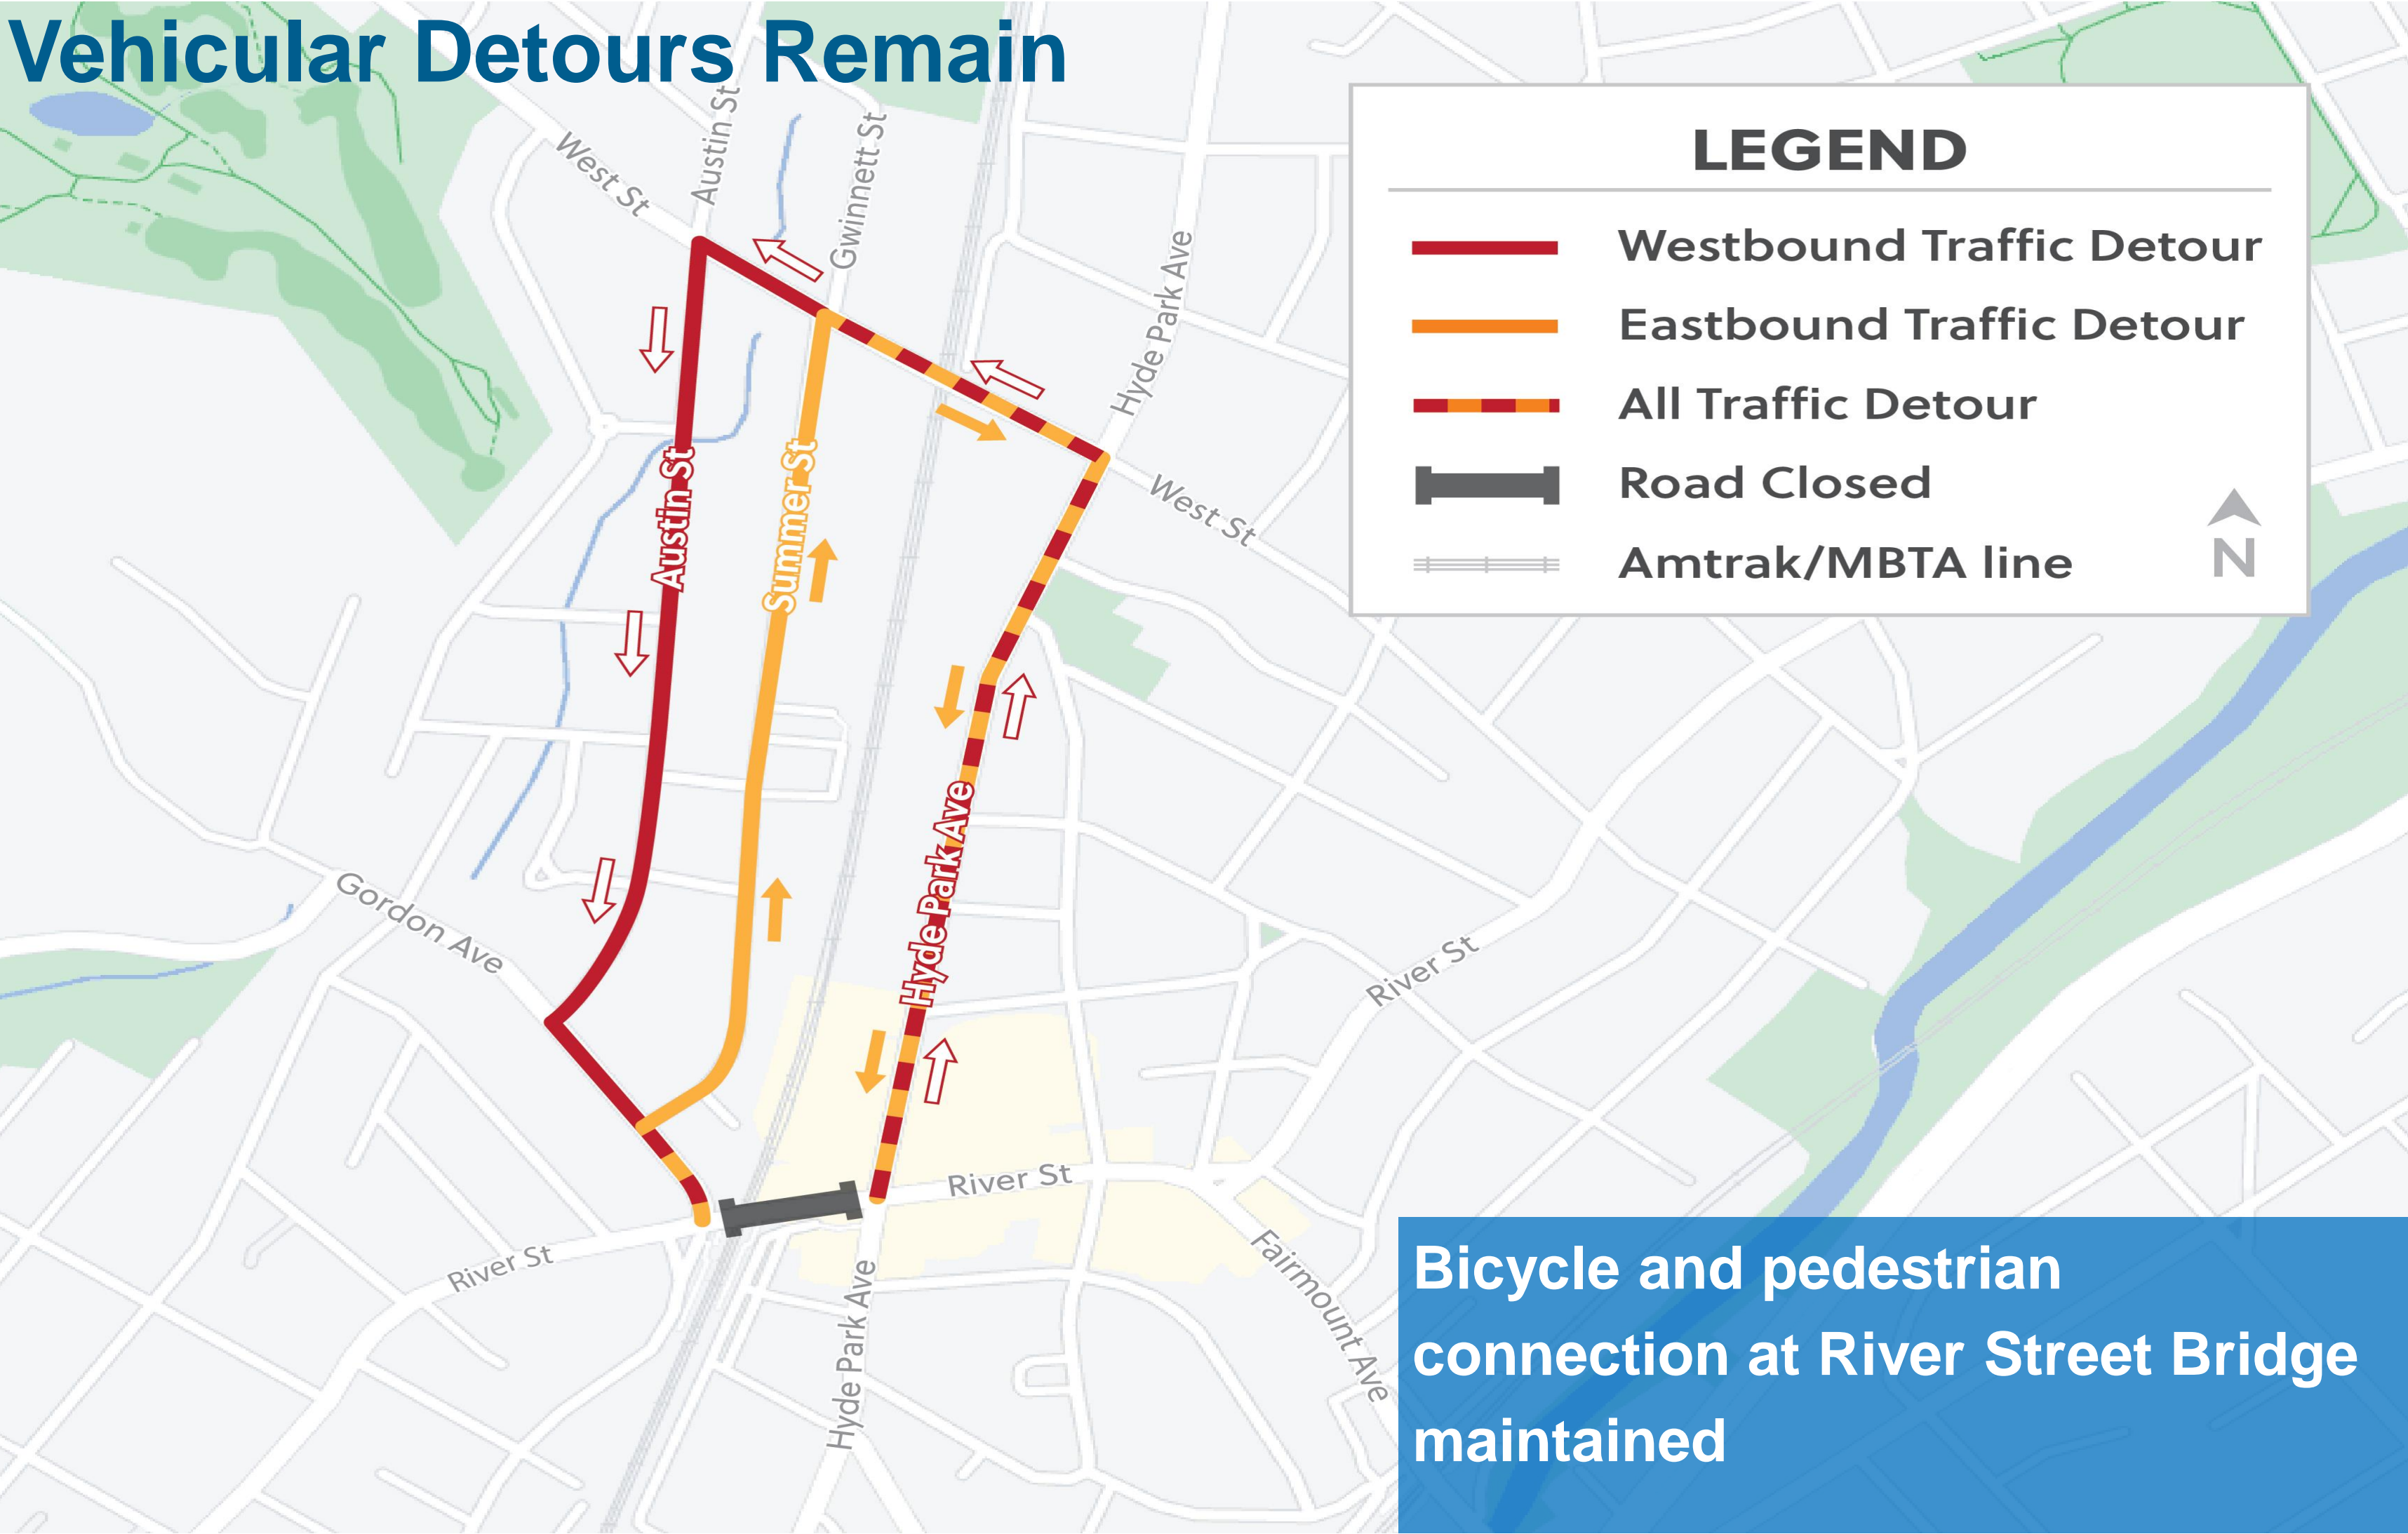 Vehicular Detours Remain
West St
Austin St
Gwinnett St
Hyde Park Ave
LEGEND
Westbound Traffic Detour
Eastbound Traffic Detour
All Traffic Detour
Road Closed
Amtrak/MBTA line
N
West St
Austin St
Summer St
Hyde Park Ave
Gordon Ave
River St
River St
River St
Hyde Park Ave
Fairmount Ave
Bicycle and pedestrian
connection at River Street Bridge
maintained